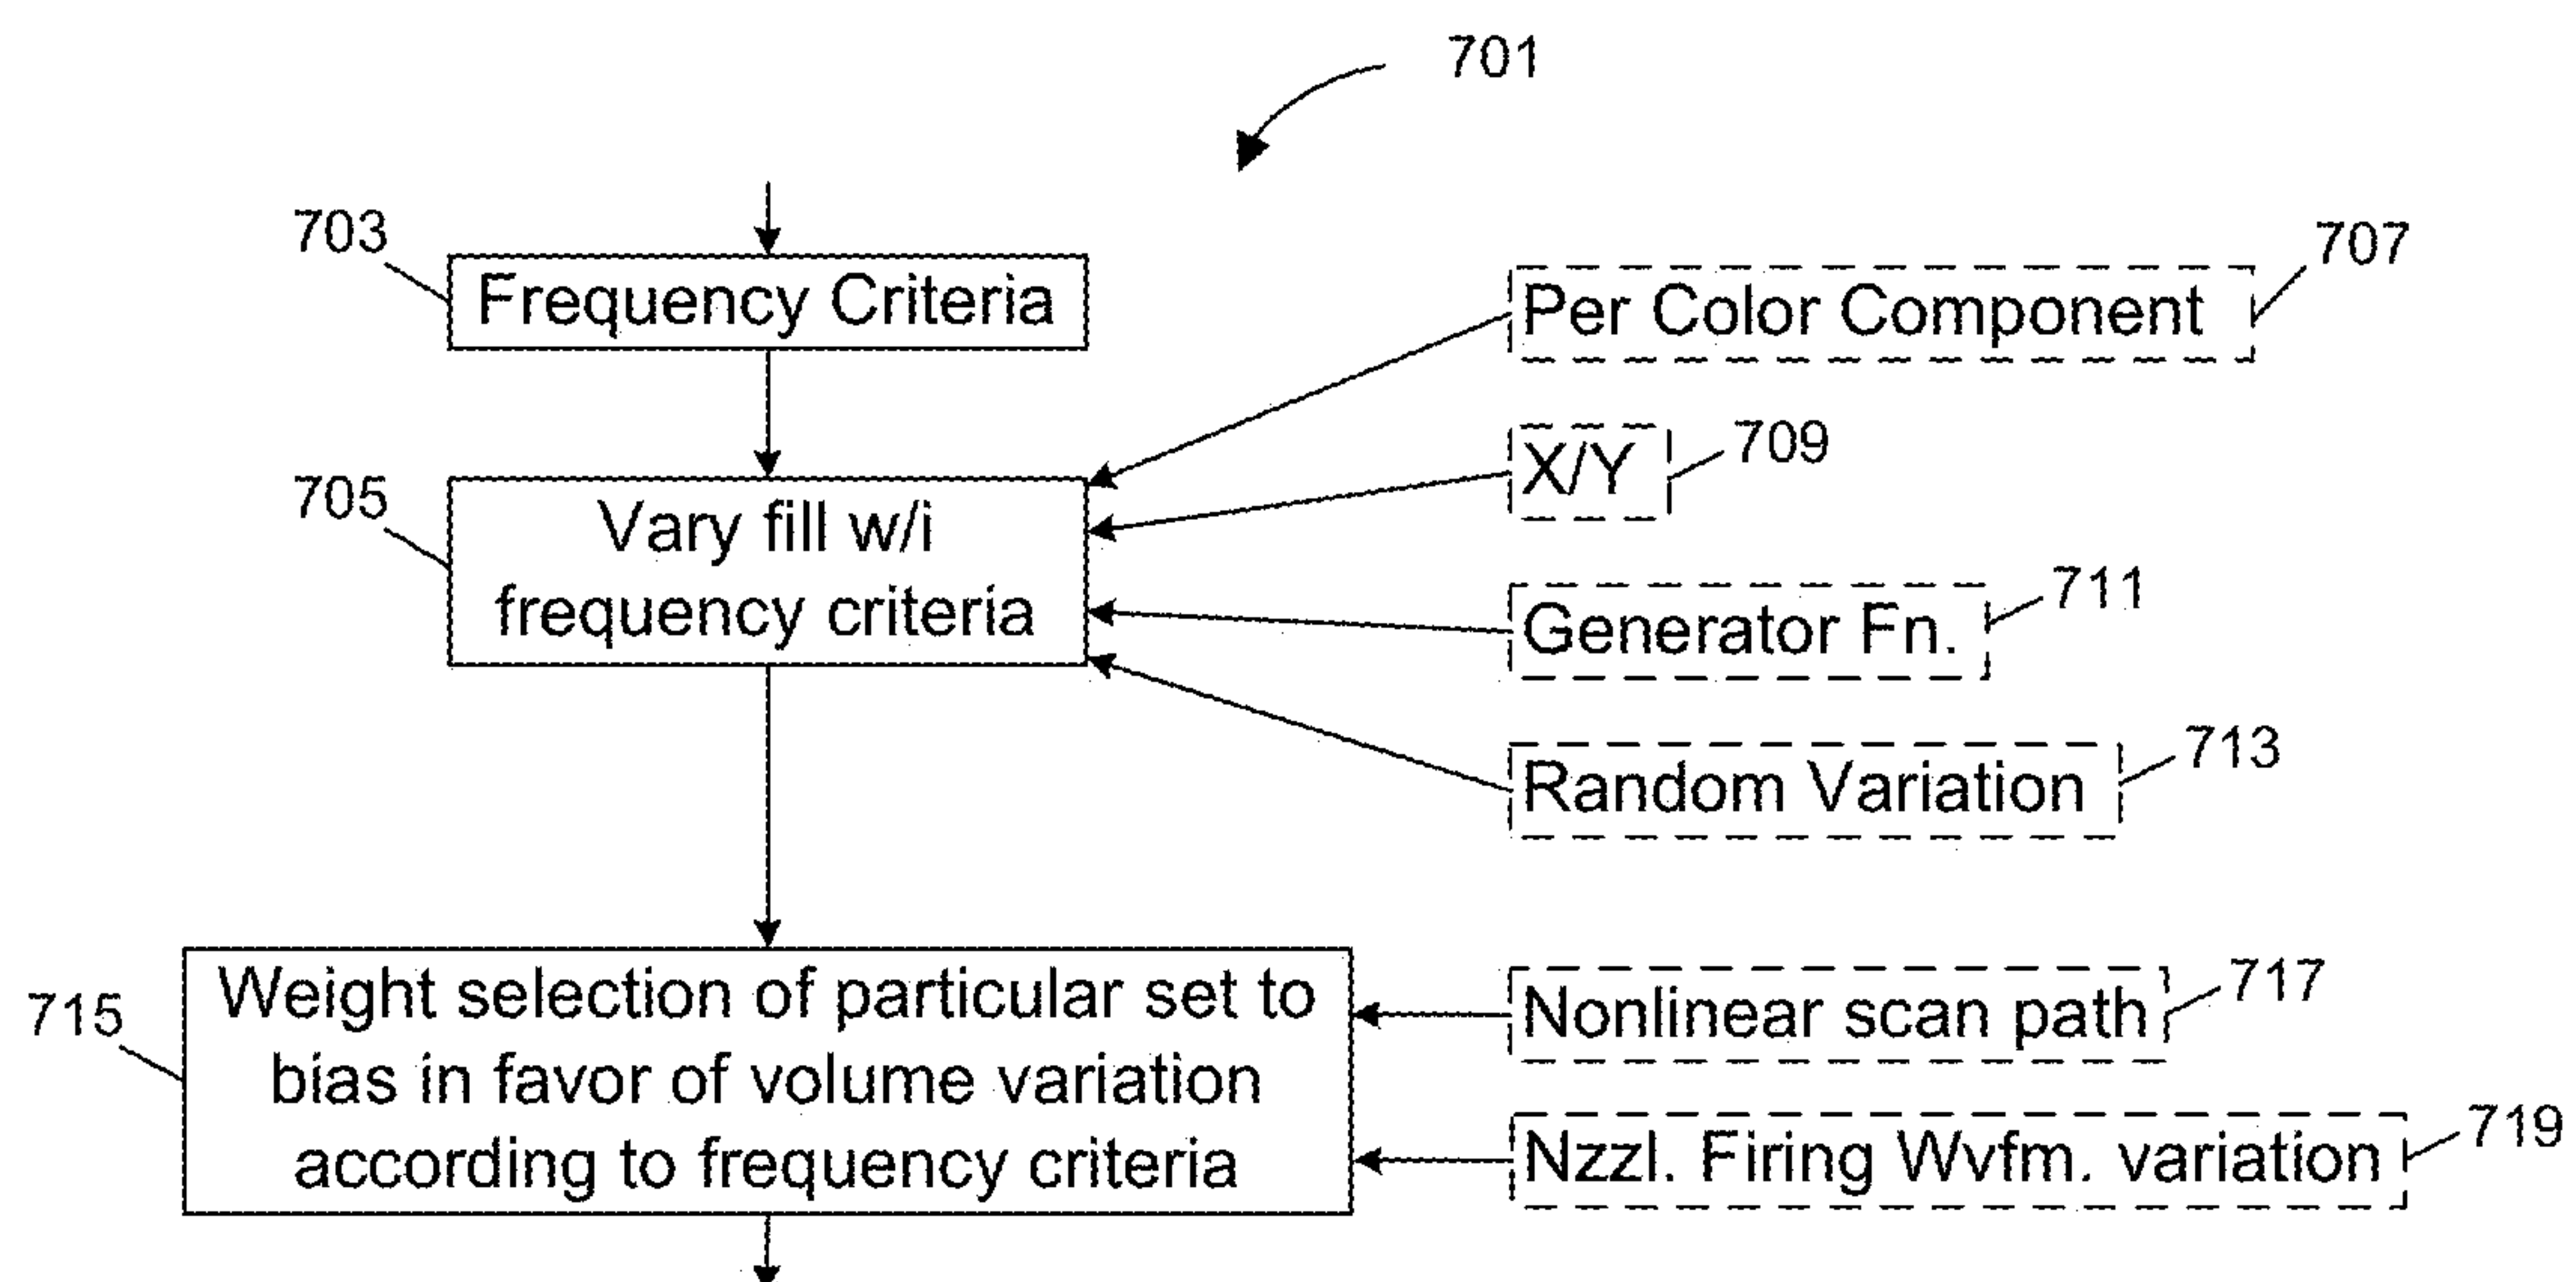 701
703
Frequency Criteria
Per Color Component
707
705
Vary fill w/i
frequency criteria
X/Y
709
Generator Fn.
711
Random Variation
713
715
Weight selection of particular set to
bias in favor of volume variation
according to frequency criteria
Nonlinear scan path
717
Nzzl. Firing Wvfm. variation
719